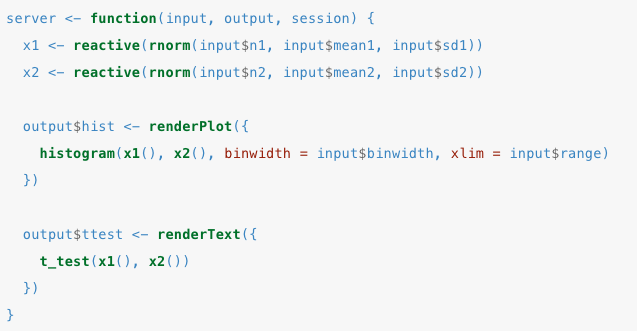 server <- function(input, output, session) {
  x1 <- reactive(rnorm(input$n1, input$mean1, input$sd1))
  x2 <- reactive(rnorm(input$n2, input$mean2, input$sd2))

  output$hist <- renderPlot({
    histogram(x1(), x2(), binwidth = input$binwidth, xlim = input$range)
  })

  output$ttest <- renderText({
    t_test(x1(), x2())
  })
}